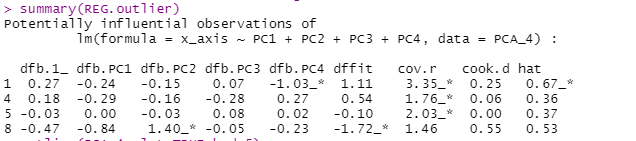 > summary(REG.outlier)
Potentially influential observations of
lm(formula = x_axis ~ PC1 + PC2 + PC3 + PC4, data = PCA_4) :
dfb.1_ dfb.PC1 dfb.PC2 dfb.PC3 dfb.PC4 dffit cov.r cook.d hat
1 0.27 -0.24 -0.15 0.07 -1.03_* 1.11 3.35_* 0.25 0.67_*
4 0.18 -0.29 -0.16 -0.28 0.27 0.54 1.76_* 0.06 0.36
5 -0.03 0.00 -0.03 0.08 0.02 -0.10 2.03_* 0.00 0.37
8 -0.47 -0.84 1.40_* -0.05 -0.23 -1.72_* 1.46 0.55 0.53